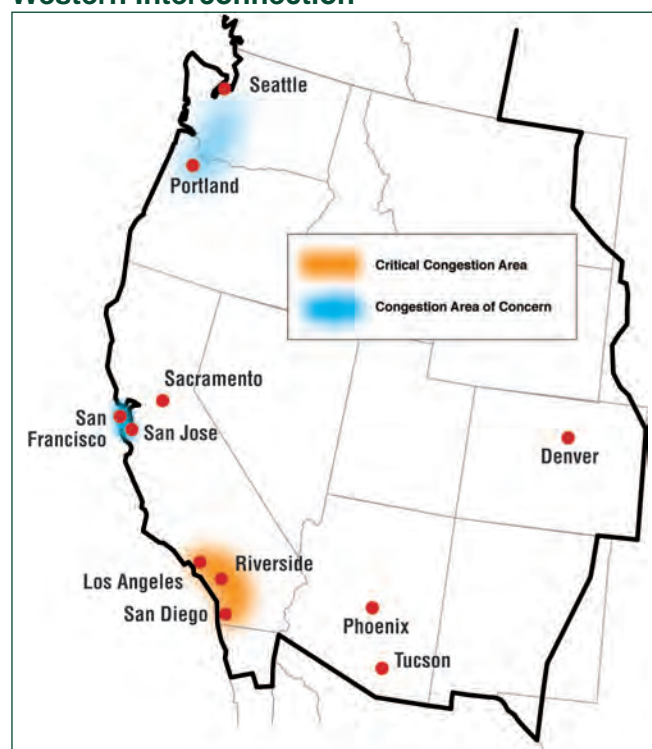 Western Interconnection
Seattle
Portland
Critical Congestion Area
Congestion Area of Concern
Sacramento
San
Francisco
San Jose
Denver
Riverside
Los Angeles
San Diego
Phoenix
Tucson